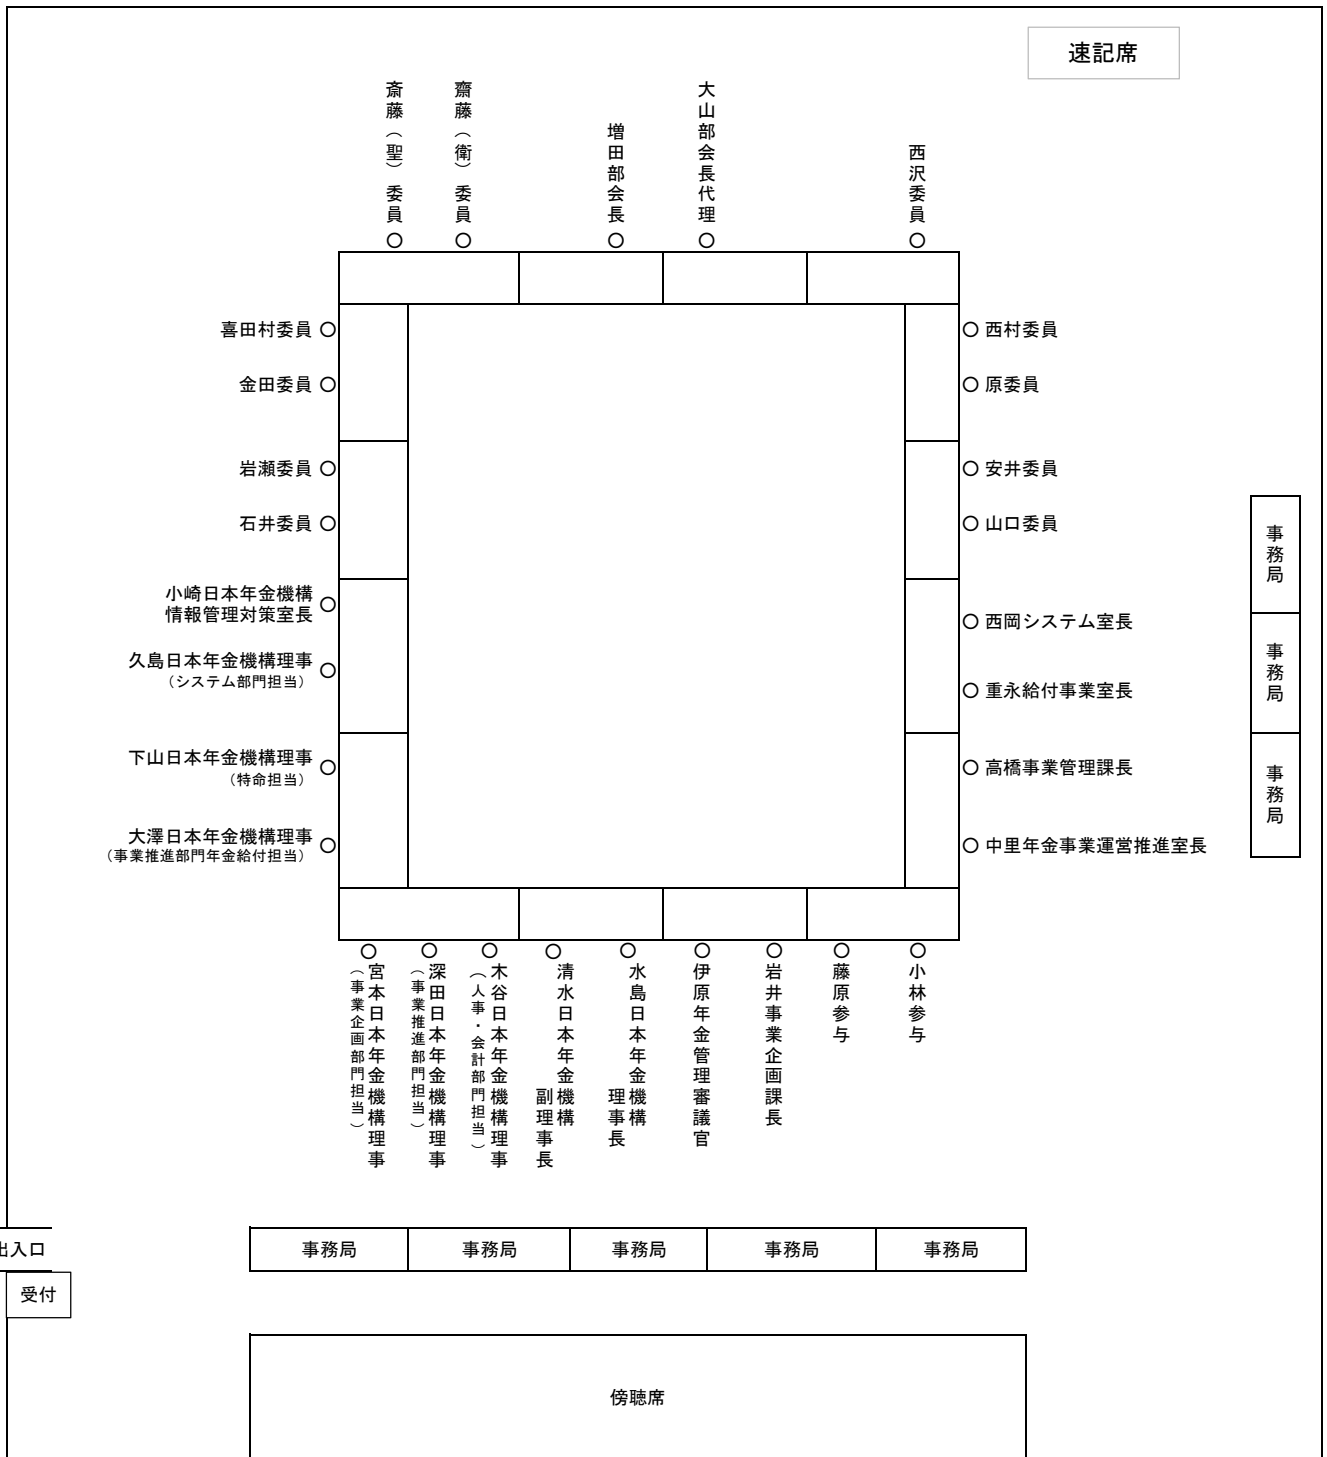 速記席
斎藤（聖）委員
齋藤（衛）委員
増田部会長
大山部会長代理
西沢委員
喜田村委員
金田委員
岩瀬委員
石井委員
小崎日本年金機構
情報管理対策室長
久島日本年金機構理事
（システム部門担当）
下山日本年金機構理事
（特命担当）
大澤日本年金機構理事
（事業推進部門年金給付担当）
西村委員
原委員
安井委員
山口委員
西岡システム室長
重永給付事業室長
高橋事業管理課長
中里年金事業運営推進室長
事務局
事務局
事務局
宮本日本年金機構理事
（事業企画部門担当）
深田日本年金機構理事
（事業推進部門担当）
木谷日本年金機構理事
（人事・会計部門担当）
清水日本年金機構
副理事長
水島日本年金機構
理事長
伊原年金管理審議官
岩井事業企画課長
藤原参与
小林参与
出入口
受付
事務局
事務局
事務局
事務局
事務局
傍聴席